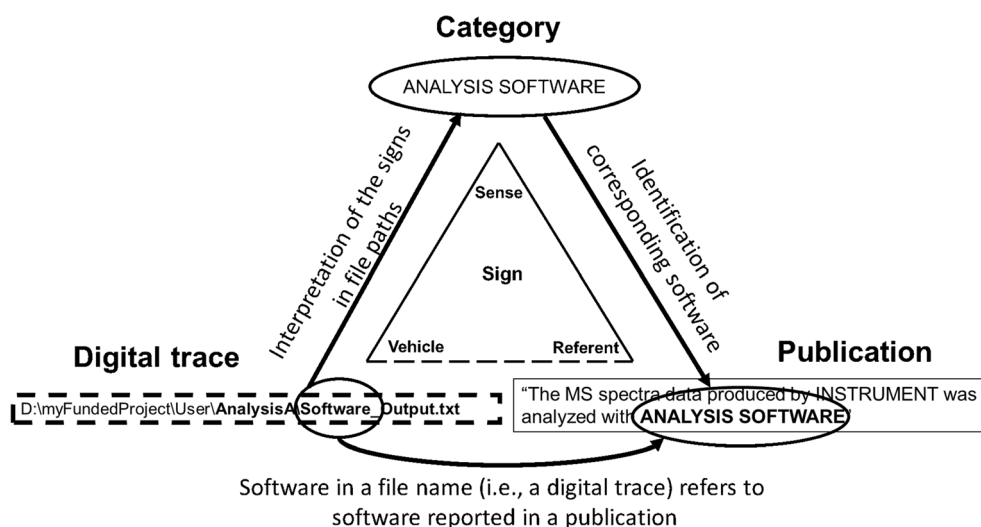 Category
ANALYSIS SOFTWARE
Interpretation of the signs
in file paths
Identification of
corresponding software
Sense
Sign
Vehicle
Referent
Digital trace
D:\myFundedProject\User\AnalysisA\Software_Output.txt
Publication
“The MS spectra data produced by INSTRUMENT was
analyzed with ANALYSIS SOFTWARE”
Software in a file name (i.e., a digital trace) refers to
software reported in a publication